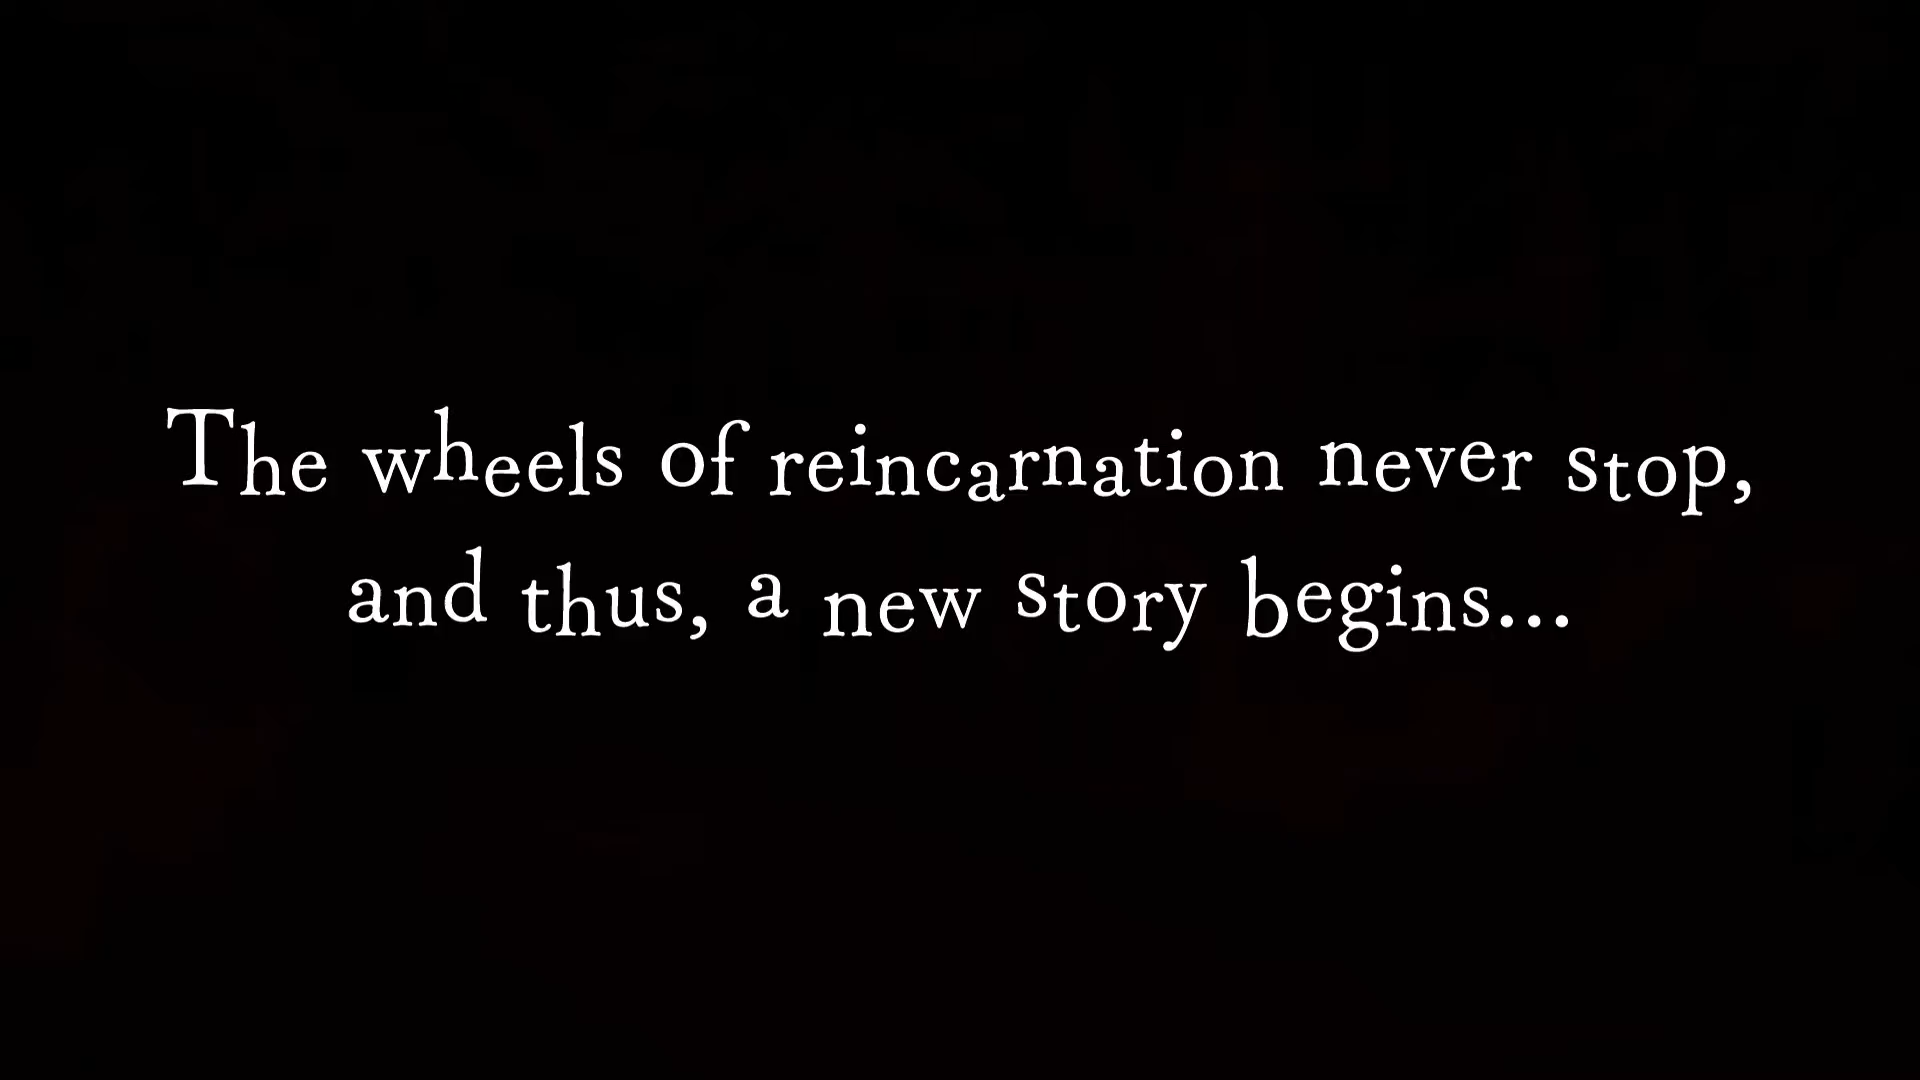 The wheels of reincarnation never stop,
and thus, a new story begins...